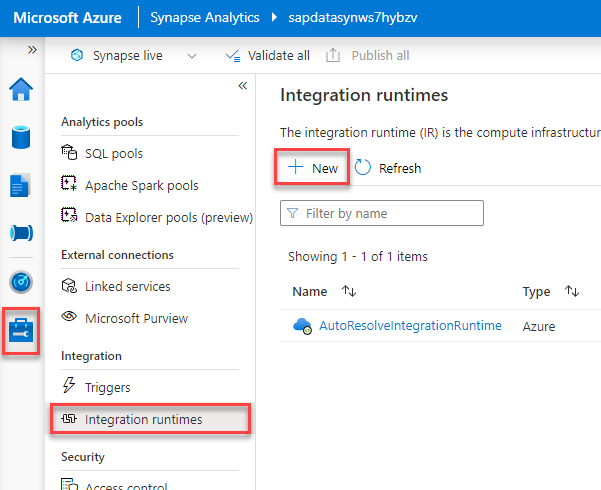 Microsoft Azure Synapse Analytics sapdatasynws7hybzv
Synapse live Validate all Publish all
Analytics pools
SQL pools
Apache Spark pools
Data Explorer pools (preview)
External connections
Linked services
Microsoft Purview
Integration
Triggers
Integration runtimes
Security
Access control
Integration runtimes
The integration runtime (IR) is the compute infrastructur
New Refresh
Filter by name
Showing 1 - 1 of 1 items
Name Type
AutoResolveIntegrationRuntime Azure